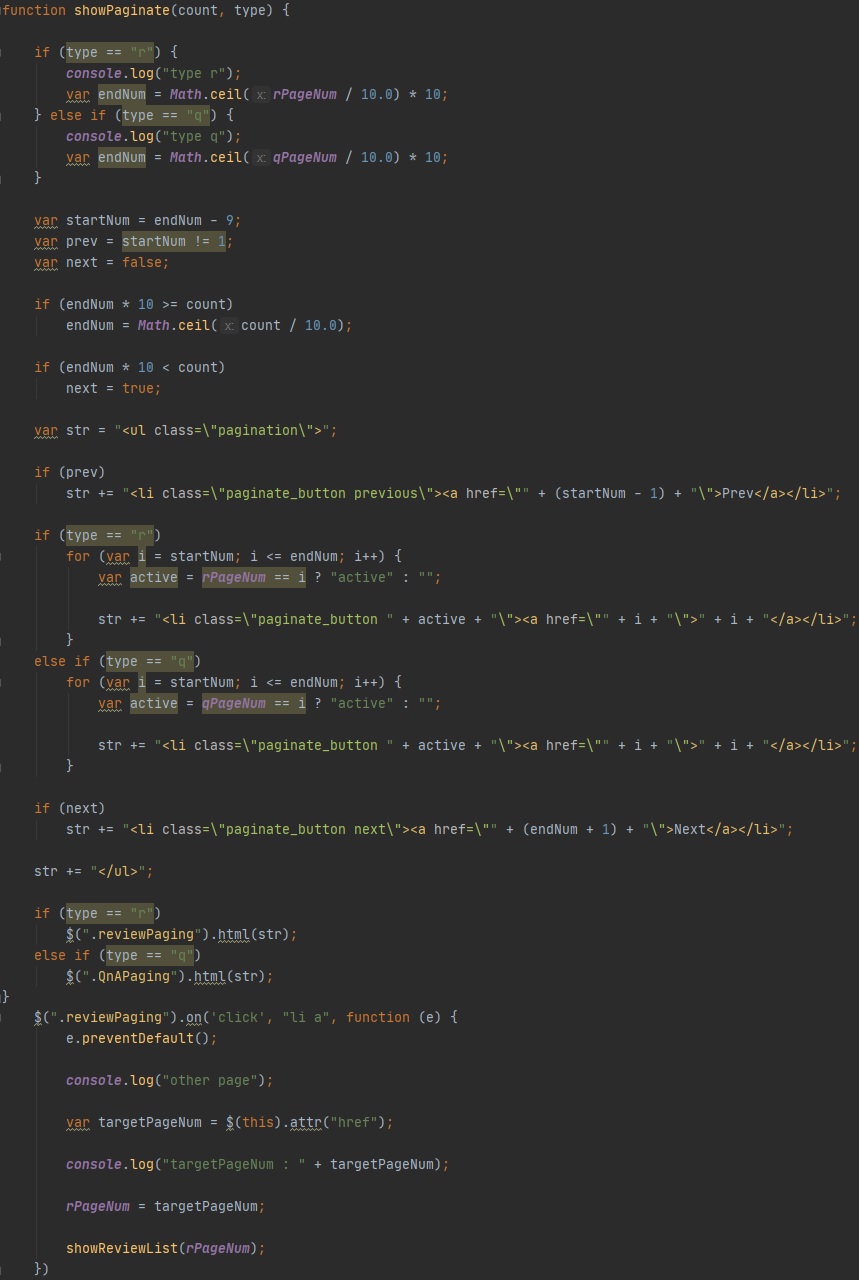 function showPaginate(count, type) {
if (type == "r") {
console.log("type r");
var endNum = Math.ceil( x: rPageNum / 10.0) * 10;
} else if (type == "q") {
console.log("type q");
var endNum = Math.ceil( x: qPageNum / 10.0) * 10;
}
var startNum = endNum - 9;
var prev = startNum != 1;
var next = false;
if (endNum * 10 >= count)
endNum = Math.ceil( x: count / 10.0);
if (endNum * 10 < count)
next = true;
var str = "<ul class=\"pagination\">";
if (prev)
str += "<li class=\"paginate_button previous\"><a href=\"" + (startNum - 1) + "\">Prev</a></li>";
if (type == "r")
for (var i = startNum; i <= endNum; i++) {
var active = rPageNum == i ? "active" : "";
str += "<li class=\"paginate_button " + active + "\"><a href=\"" + i + "\">" + i + "</a></li>";
}
else if (type == "q")
for (var i = startNum; i <= endNum; i++) {
var active = qPageNum == i ? "active" : "";
str += "<li class=\"paginate_button " + active + "\"><a href=\"" + i + "\">" + i + "</a></li>";
}
if (next)
str += "<li class=\"paginate_button next\"><a href=\"" + (endNum + 1) + "\">Next</a></li>";
str += "</ul>";
if (type == "r")
$(".reviewPaging").html(str);
else if (type == "q")
$(".QnAPaging").html(str);
}
$(".reviewPaging").on('click', "li a", function (e) {
e.preventDefault();
console.log("other page");
var targetPageNum = $(this).attr("href");
console.log("targetPageNum : " + targetPageNum);
rPageNum = targetPageNum;
showReviewList(rPageNum);
})